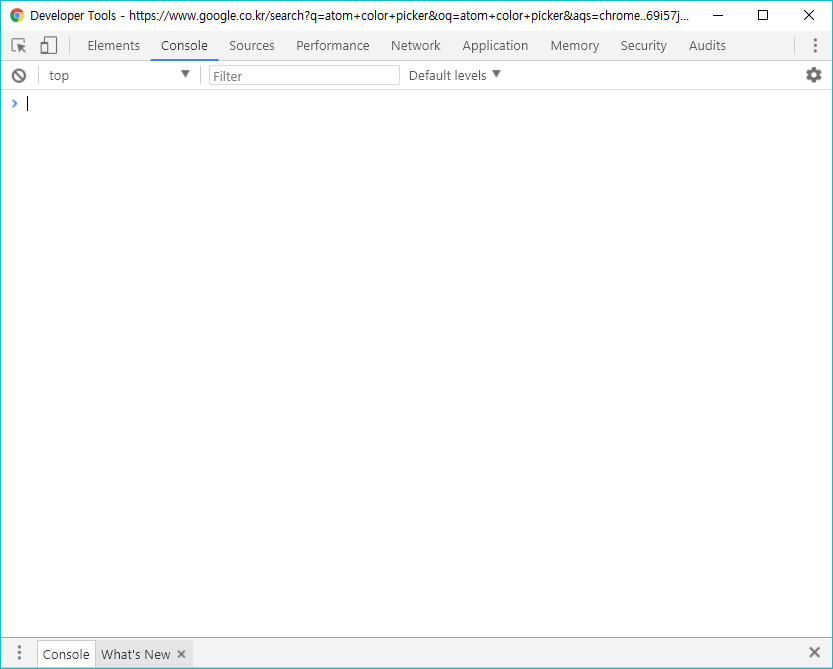 Developer Tools - https://www.google.co.kr/search?q=atom+color+picker&oq=atom+color+picker&aqs=chrome..69i57j...
Elements Console Sources Performance Network Application Memory Security Audits
top Filter Default levels
Console What's New